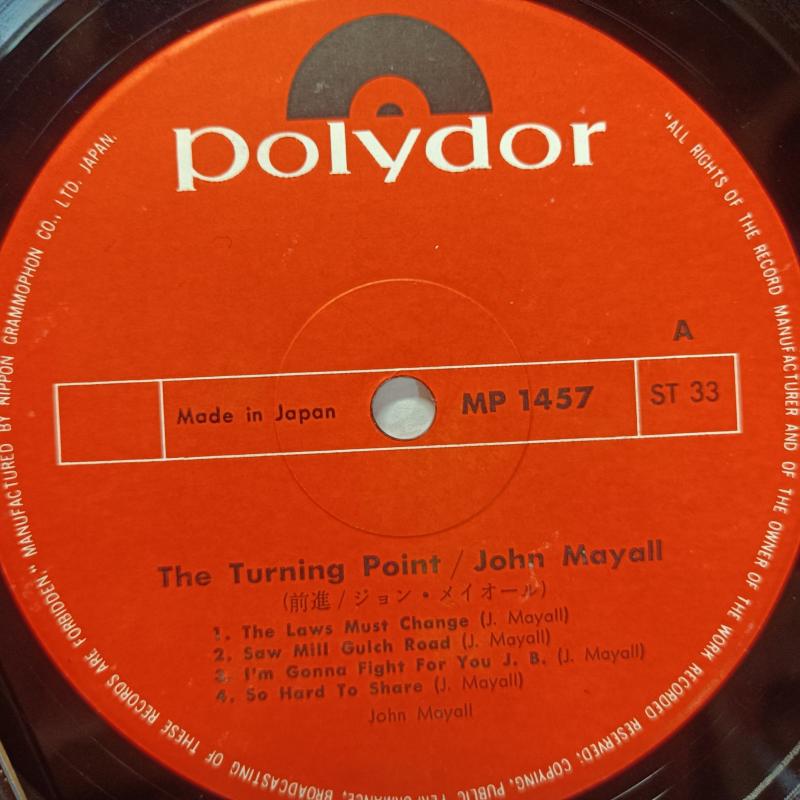 polydor
A
Made in Japan
MP 1457
ST 33
The Turning Point / John Mayall
(前進/ジョン・メイオール)
1. The Laws Must Change (J. Mayall)
2. Saw Mill Gulch Road (J. Mayall)
3. I'm Gonna Fight For You J. B. (J. Mayall)
4. So Hard To Share (J. Mayall)
John Mayall
"ALL RIGHTS OF THE RECORD MANUFACTURER AND OF THE OWNER OF THE WORK RECORDED RESERVED; COPYING, PUBLIC PERFORMANCE, BROADCASTING OF THESE RECORDS ARE FORBIDDEN," MANUFACTURED BY NIPPON GRAMMOPHON CO., LTD. JAPAN.